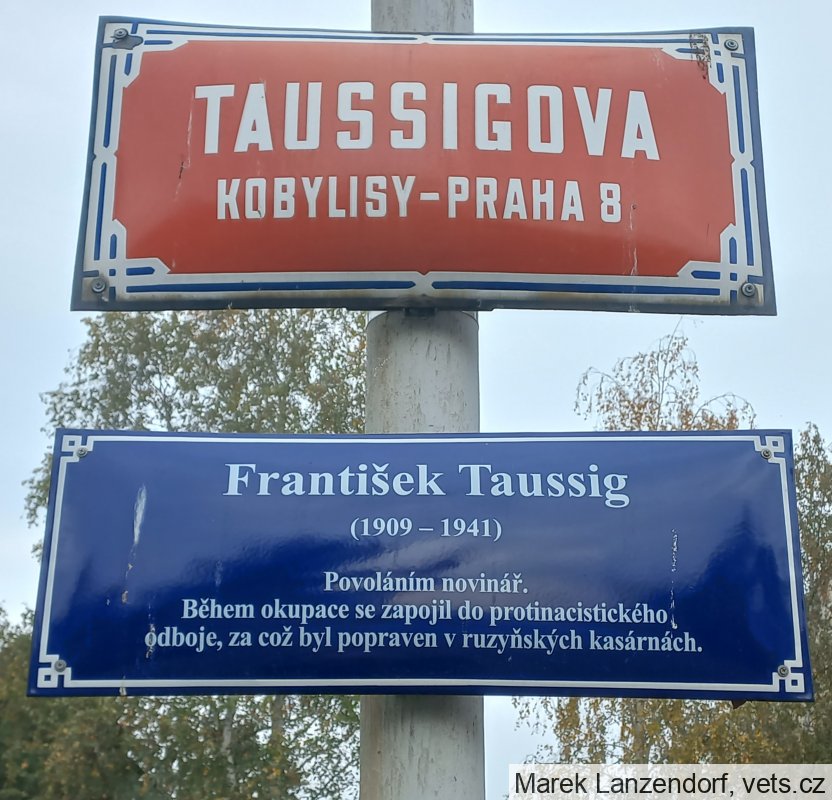 TAUSSIGOVA
KOBYLISY-PRAHA 8
František Taussig
(1909 – 1941)
Povoláním novinář.
Během okupace se zapojil do protinacistického
odboje, za což byl popraven v ruzyňských kasárnách.
Marek Lanzendorf, vets.cz